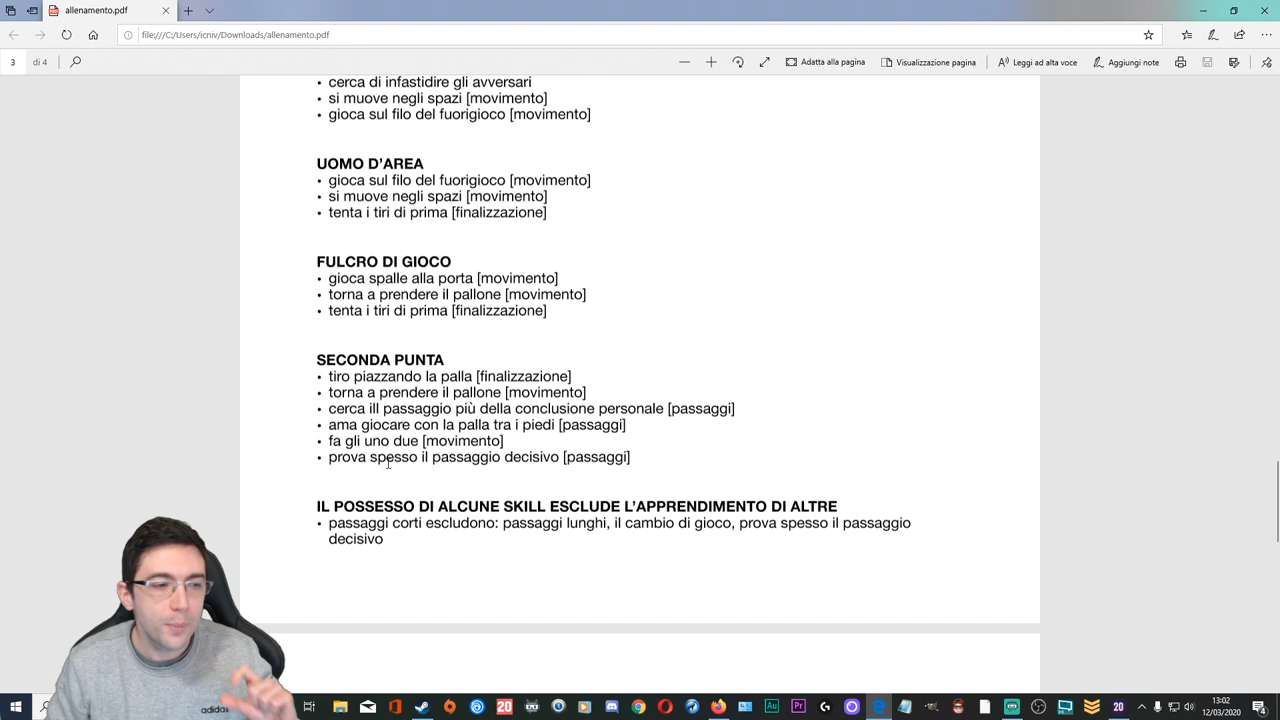 allenamento.pdf
file:///C:/Users/icniv/Downloads/allenamento.pdf
3 di 4
Adatta alla pagina
Visualizzazione pagina
Leggi ad alta voce
Aggiungi note
• cerca di infastidire gli avversari
• si muove negli spazi [movimento]
• gioca sul filo del fuorigioco [movimento]
UOMO D’AREA
• gioca sul filo del fuorigioco [movimento]
• si muove negli spazi [movimento]
• tenta i tiri di prima [finalizzazione]
FULCRO DI GIOCO
• gioca spalle alla porta [movimento]
• torna a prendere il pallone [movimento]
• tenta i tiri di prima [finalizzazione]
SECONDA PUNTA
• tiro piazzando la palla [finalizzazione]
• torna a prendere il pallone [movimento]
• cerca ill passaggio più della conclusione personale [passaggi]
• ama giocare con la palla tra i piedi [passaggi]
• fa gli uno due [movimento]
• prova spesso il passaggio decisivo [passaggi]
IL POSSESSO DI ALCUNE SKILL ESCLUDE L’APPRENDIMENTO DI ALTRE
• passaggi corti escludono: passaggi lunghi, il cambio di gioco, prova spesso il passaggio
decisivo
adidas
20
Au
Pr
20
13:02
12/03/2020